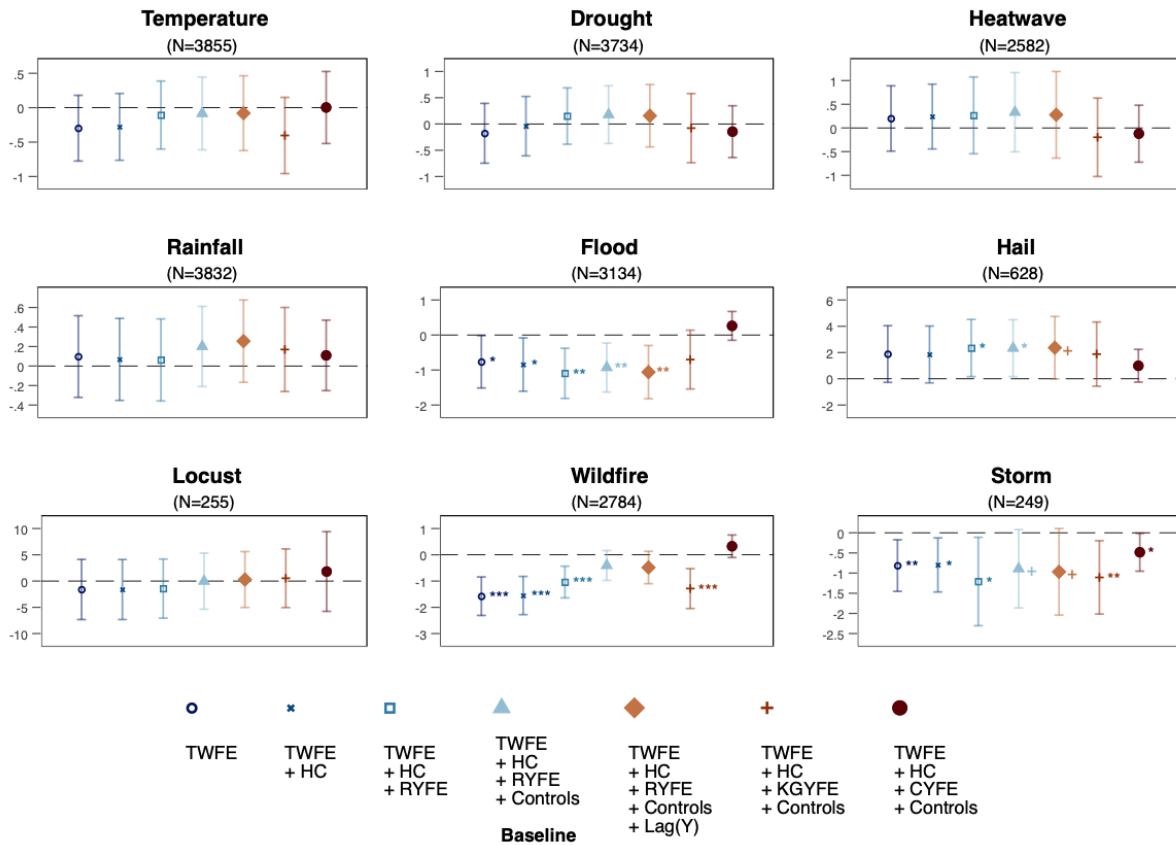 Temperature
(N=3855)
.5
0
-.5
-1
Drought
(N=3734)
1
.5
0
-.5
-1
Heatwave
(N=2582)
1
.5
0
-.5
-1
Rainfall
(N=3832)
.6
.4
.2
0
-.2
-.4
Flood
(N=3134)
1
0
-1
-2
* * ** ** **
Hail
(N=628)
6
4
2
0
-2
* * +
Locust
(N=255)
10
5
0
-5
-10
Wildfire
(N=2784)
1
0
-1
-2
-3
*** *** *** ***
Storm
(N=249)
0
-.5
-1
-1.5
-2
-2.5
** * * + + ** *
TWFE
TWFE
+ HC
TWFE
+ HC
+ RYFE
TWFE
+ HC
+ RYFE
+ Controls
Baseline
TWFE
+ HC
+ RYFE
+ Controls
+ Lag(Y)
TWFE
+ HC
+ KGYFE
+ Controls
TWFE
+ HC
+ CYFE
+ Controls